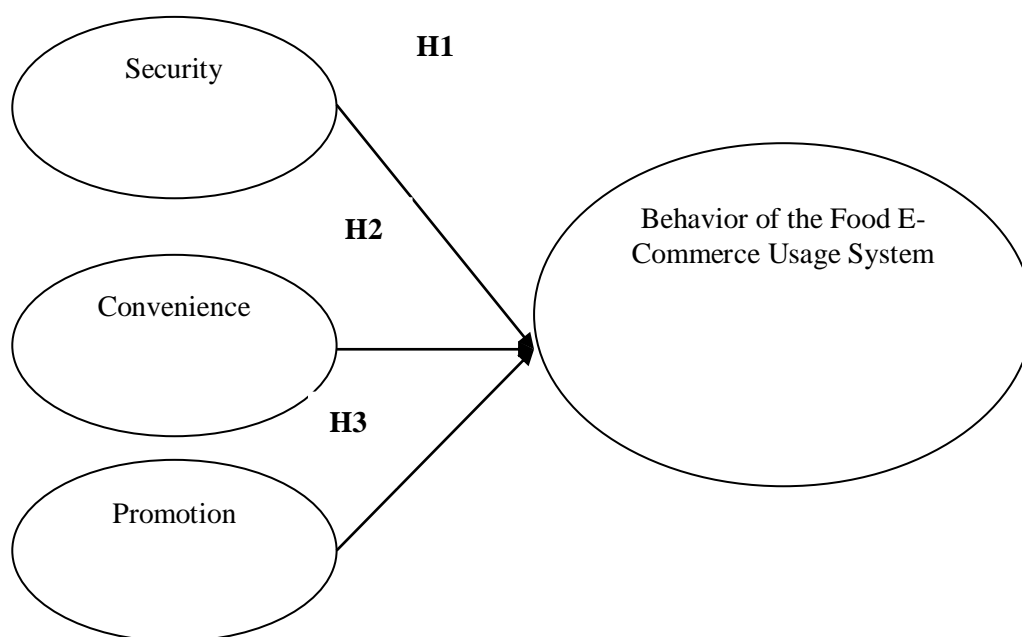 H1
Security
H2
Behavior of the Food E-
Commerce Usage System
Convenience
H3
Promotion